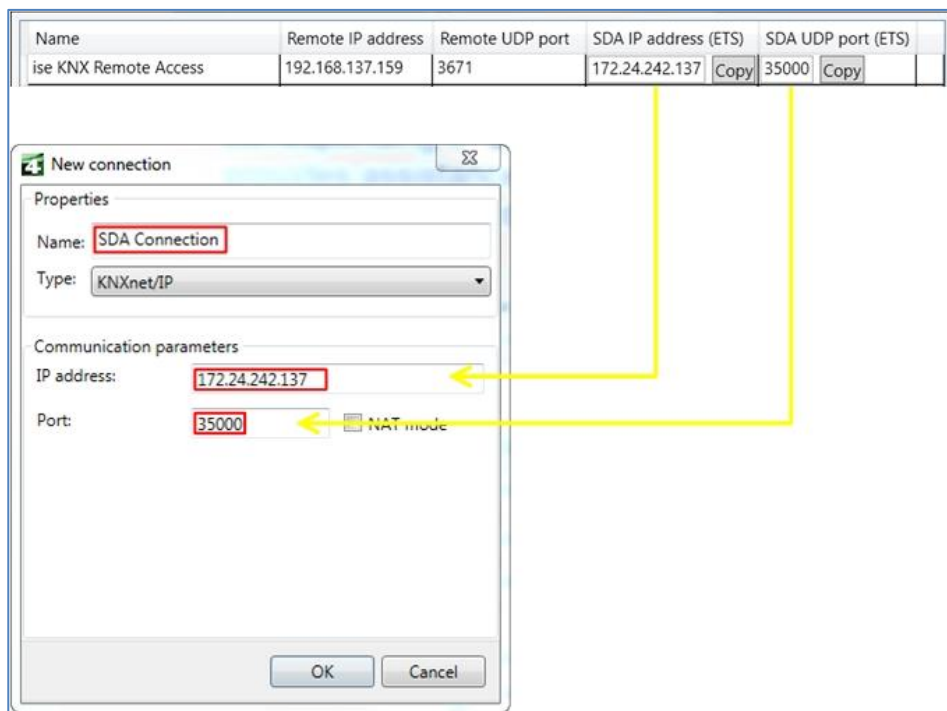 Name Remote IP address Remote UDP port SDA IP address (ETS) SDA UDP port (ETS)
ise KNX Remote Access 192.168.137.159 3671 172.24.242.137 Copy 35000 Copy
4 New connection
Properties
Name: SDA Connection
Type: KNXnet/IP
Communication parameters
IP address: 172.24.242.137
Port: 35000 NAT mode
OK Cancel